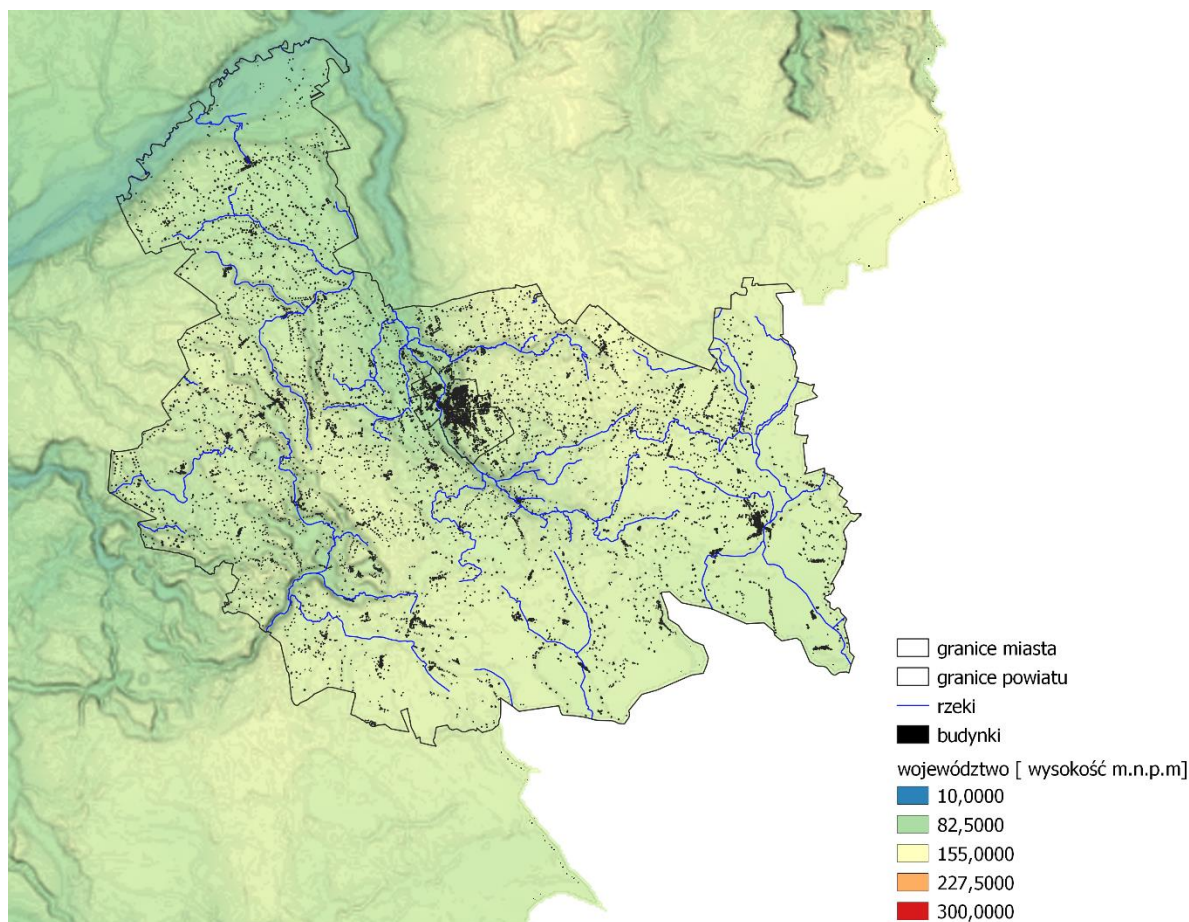 granice miasta
granice powiatu
rzeki
budynki
województwo [ wysokość m.n.p.m]
10,0000
82,5000
155,0000
227,5000
300,0000